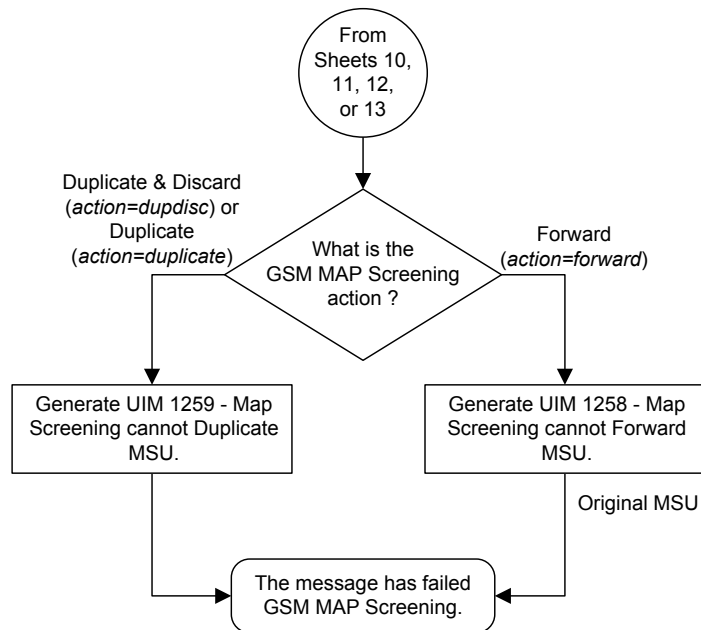 From
Sheets 10,
11, 12,
or 13
Duplicate & Discard
(action=dupdisc) or
Duplicate
(action=duplicate)
What is the
GSM MAP Screening
action ?
Forward
(action=forward)
Generate UIM 1259 - Map
Screening cannot Duplicate
MSU.
Generate UIM 1258 - Map
Screening cannot Forward
MSU.
Original MSU
The message has failed
GSM MAP Screening.